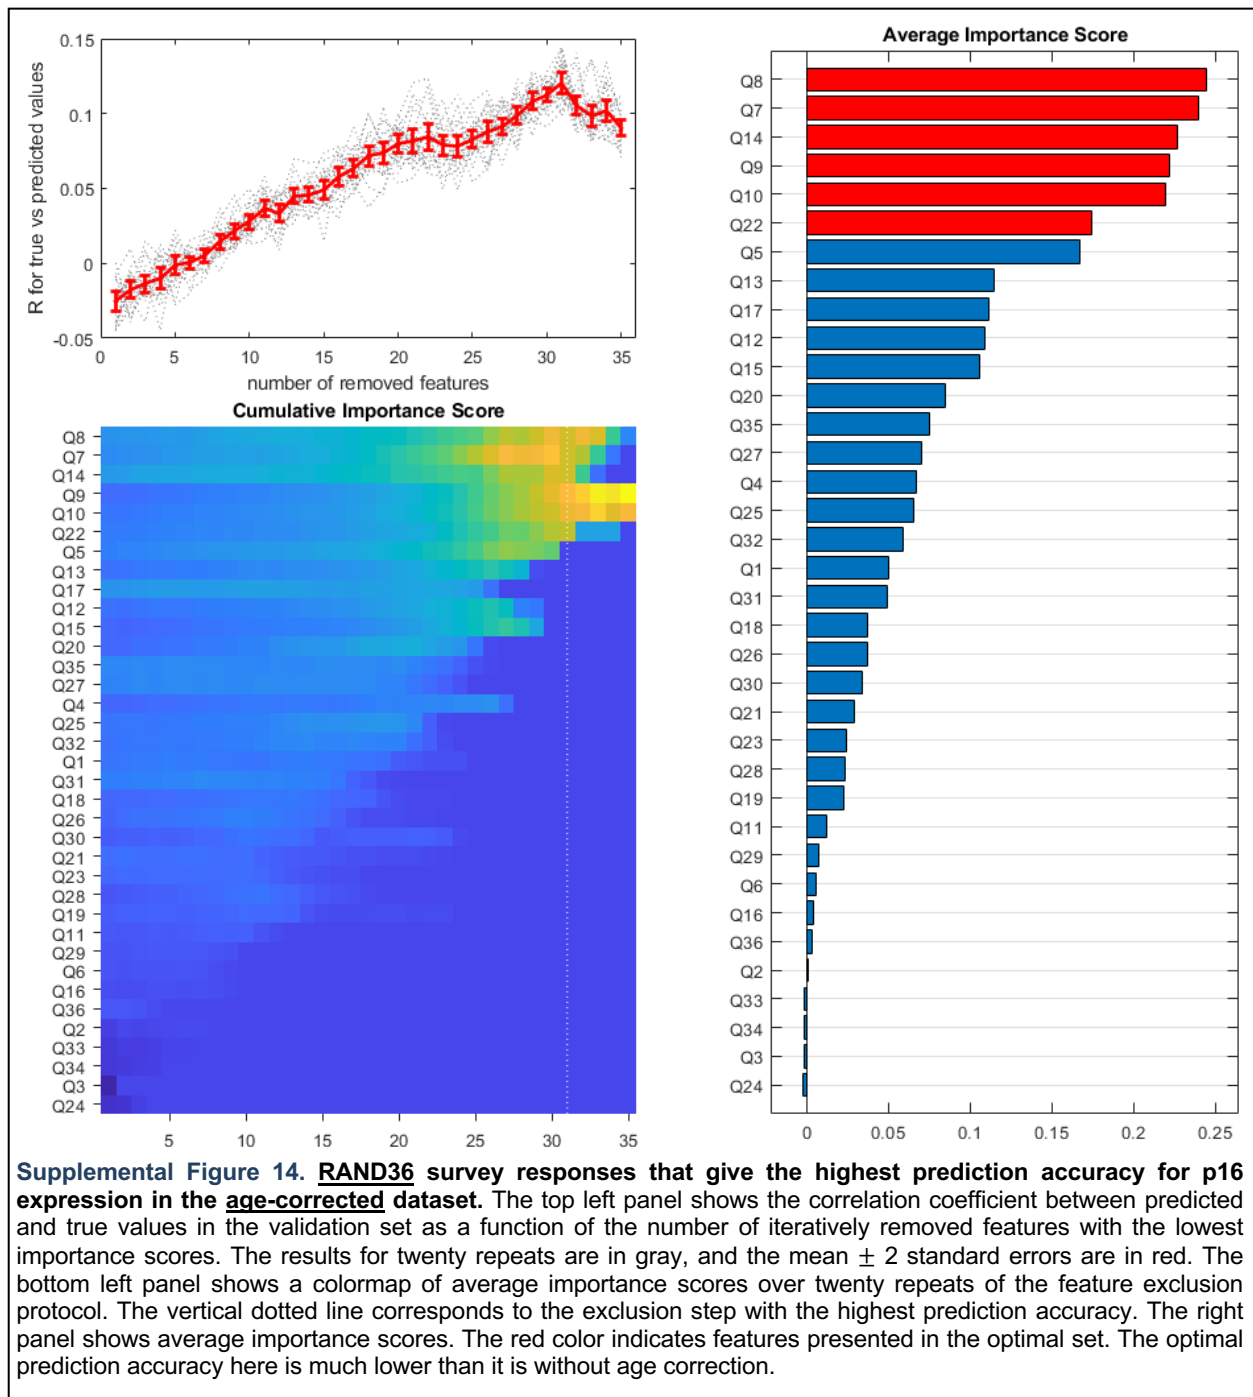 0.15
0.1
0.05
0
-0.05
R for true vs predicted values
0 5 10 15 20 25 30 35
number of removed features
Cumulative Importance Score
Q8
Q7
Q14
Q9
Q10
Q22
Q5
Q13
Q17
Q12
Q15
Q20
Q35
Q27
Q4
Q25
Q32
Q1
Q31
Q18
Q26
Q30
Q21
Q23
Q28
Q19
Q11
Q29
Q6
Q16
Q36
Q2
Q33
Q34
Q3
Q24
5 10 15 20 25 30 35
Average Importance Score
Q8
Q7
Q14
Q9
Q10
Q22
Q5
Q13
Q17
Q12
Q15
Q20
Q35
Q27
Q4
Q25
Q32
Q1
Q31
Q18
Q26
Q30
Q21
Q23
Q28
Q19
Q11
Q29
Q6
Q16
Q36
Q2
Q33
Q34
Q3
Q24
0 0.05 0.1 0.15 0.2 0.25
Supplemental Figure 14. RAND36 survey responses that give the highest prediction accuracy for p16
expression in the age-corrected dataset. The top left panel shows the correlation coefficient between predicted
and true values in the validation set as a function of the number of iteratively removed features with the lowest
importance scores. The results for twenty repeats are in gray, and the mean ± 2 standard errors are in red. The
bottom left panel shows a colormap of average importance scores over twenty repeats of the feature exclusion
protocol. The vertical dotted line corresponds to the exclusion step with the highest prediction accuracy. The right
panel shows average importance scores. The red color indicates features presented in the optimal set. The optimal
prediction accuracy here is much lower than it is without age correction.